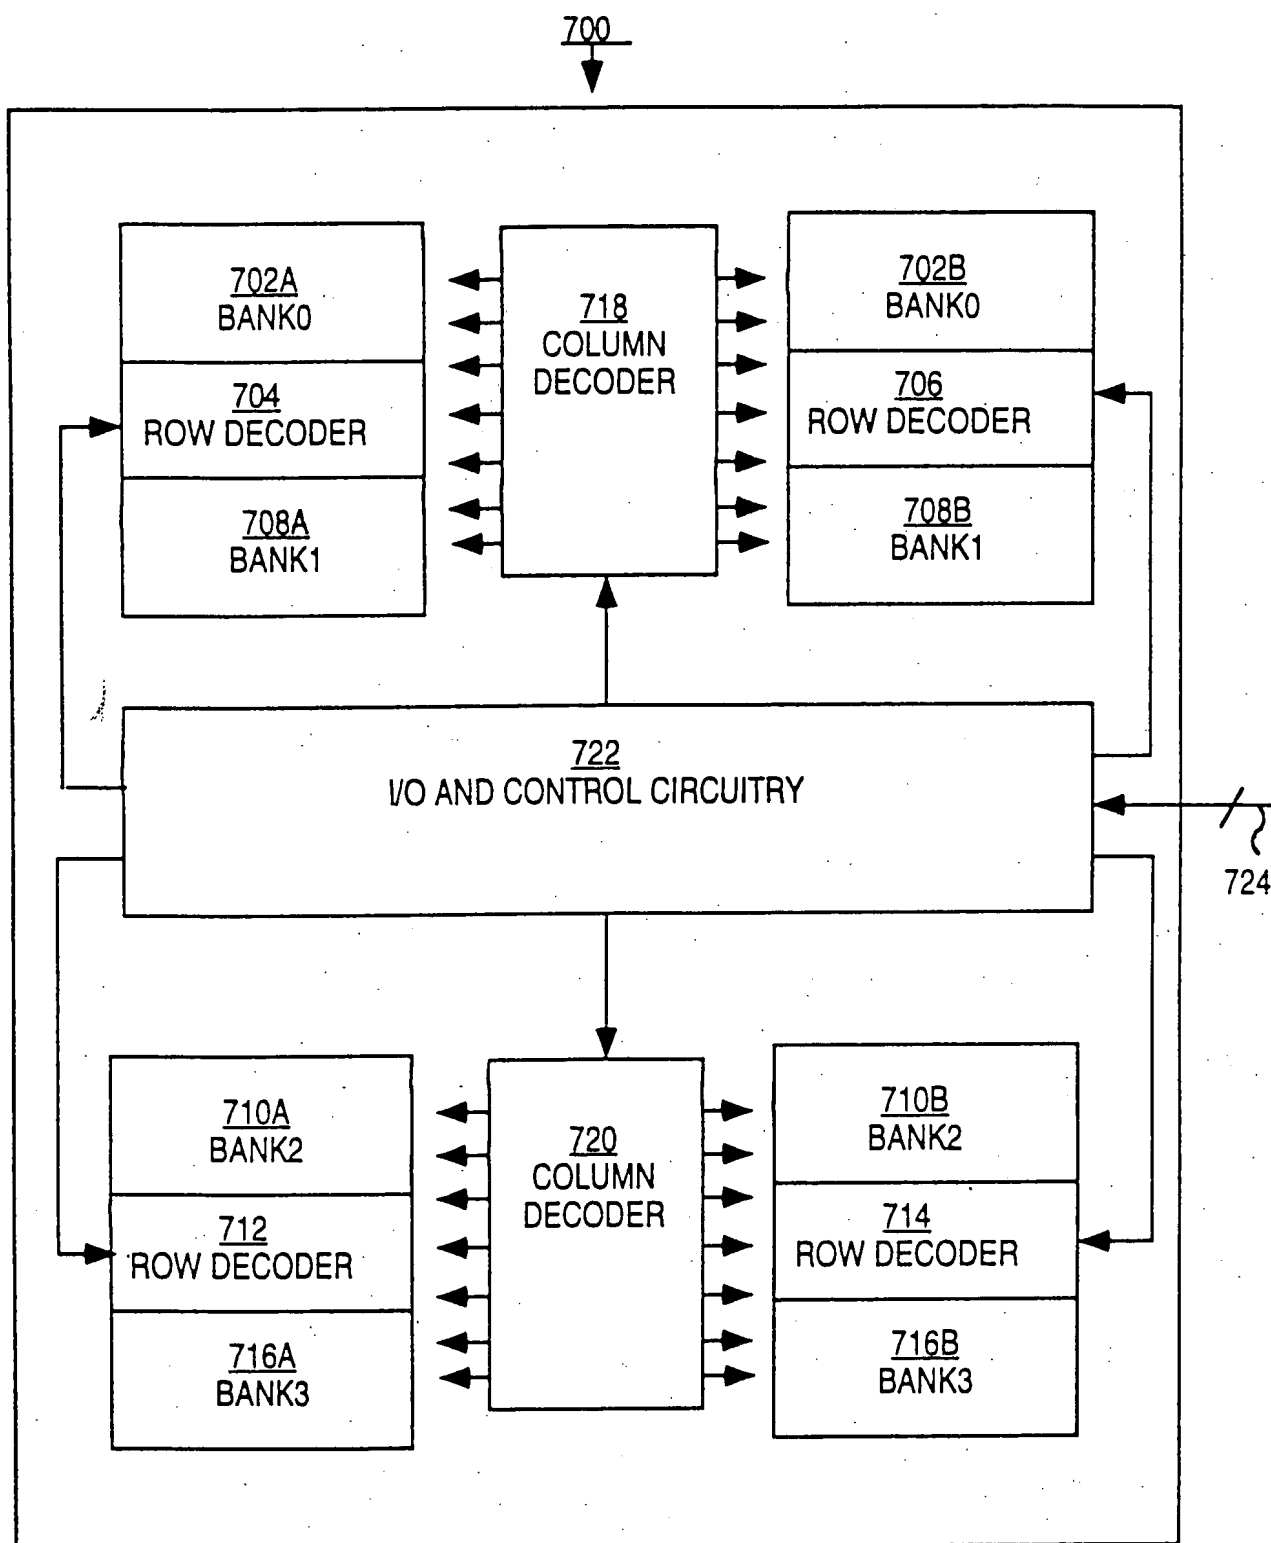 700
702A
BANK0
704
ROW DECODER
708A
BANK1
718
COLUMN
DECODER
702B
BANK0
706
ROW DECODER
708B
BANK1
722
I/O AND CONTROL CIRCUITRY
724
710A
BANK2
712
ROW DECODER
716A
BANK3
720
COLUMN
DECODER
710B
BANK2
714
ROW DECODER
716B
BANK3